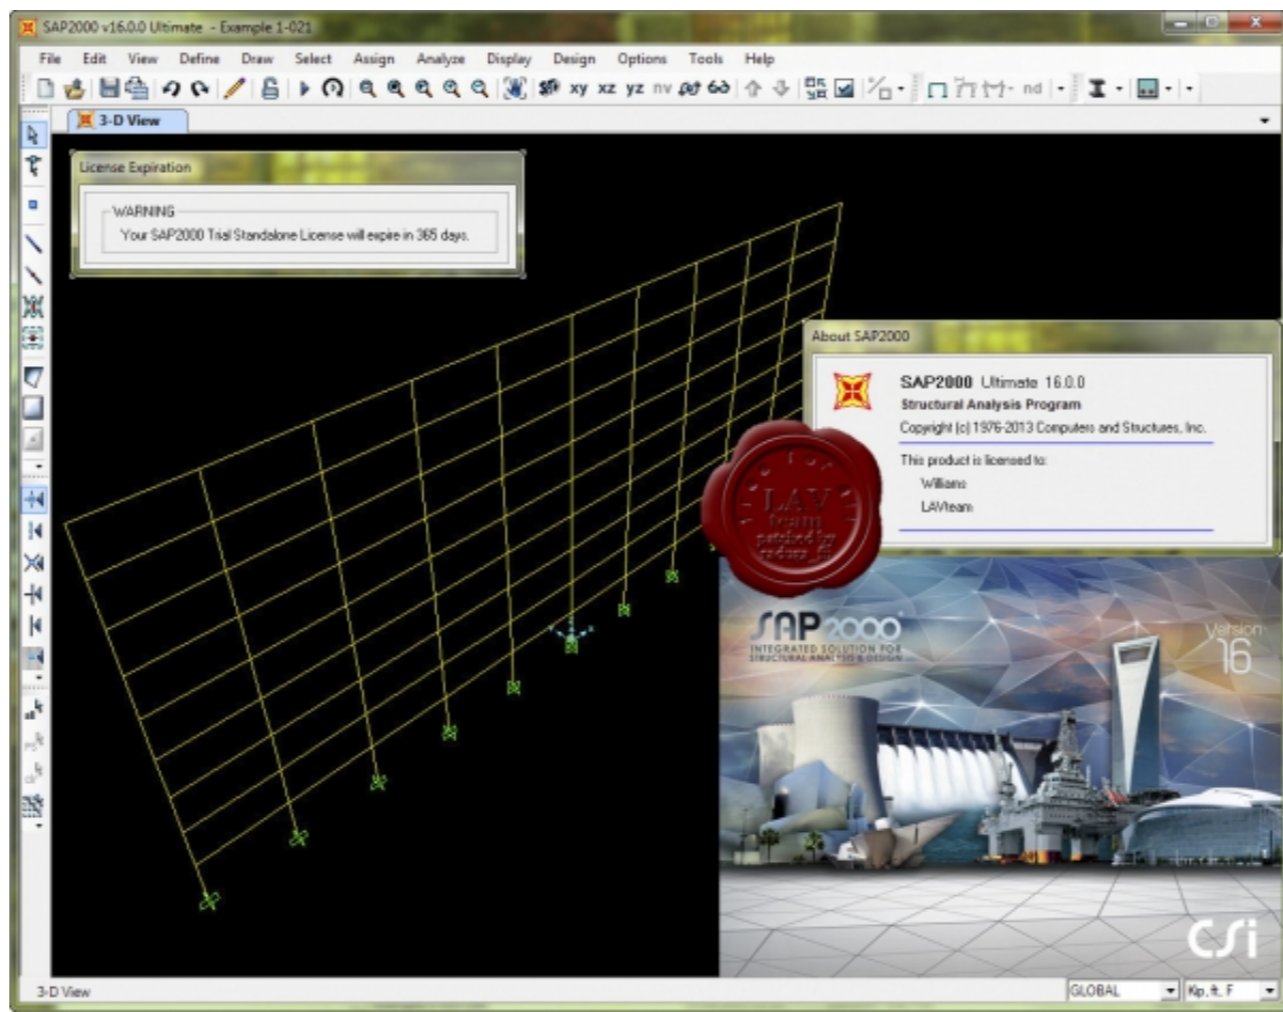 SAP2000 v16.0.0 Ultimate - Example 1-021
File Edit View Define Draw Select Assign Analyze Display Design Options Tools Help
xy xz yz nv nd
3-D View
License Expiration
WARNING
Your SAP2000 Trial Standalone License will expire in 365 days.
About SAP2000
SAP2000 Ultimate 16.0.0
Structural Analysis Program
Copyright (c) 1976-2013 Computers and Structures, Inc.
This product is licensed to:
Williams
LAVteam
LAV
team
patched by
SAP2000
INTEGRATED SOLUTION FOR
STRUCTURAL ANALYSIS & DESIGN
Version
16
CSi
3-D View
GLOBAL
Kip, ft, F